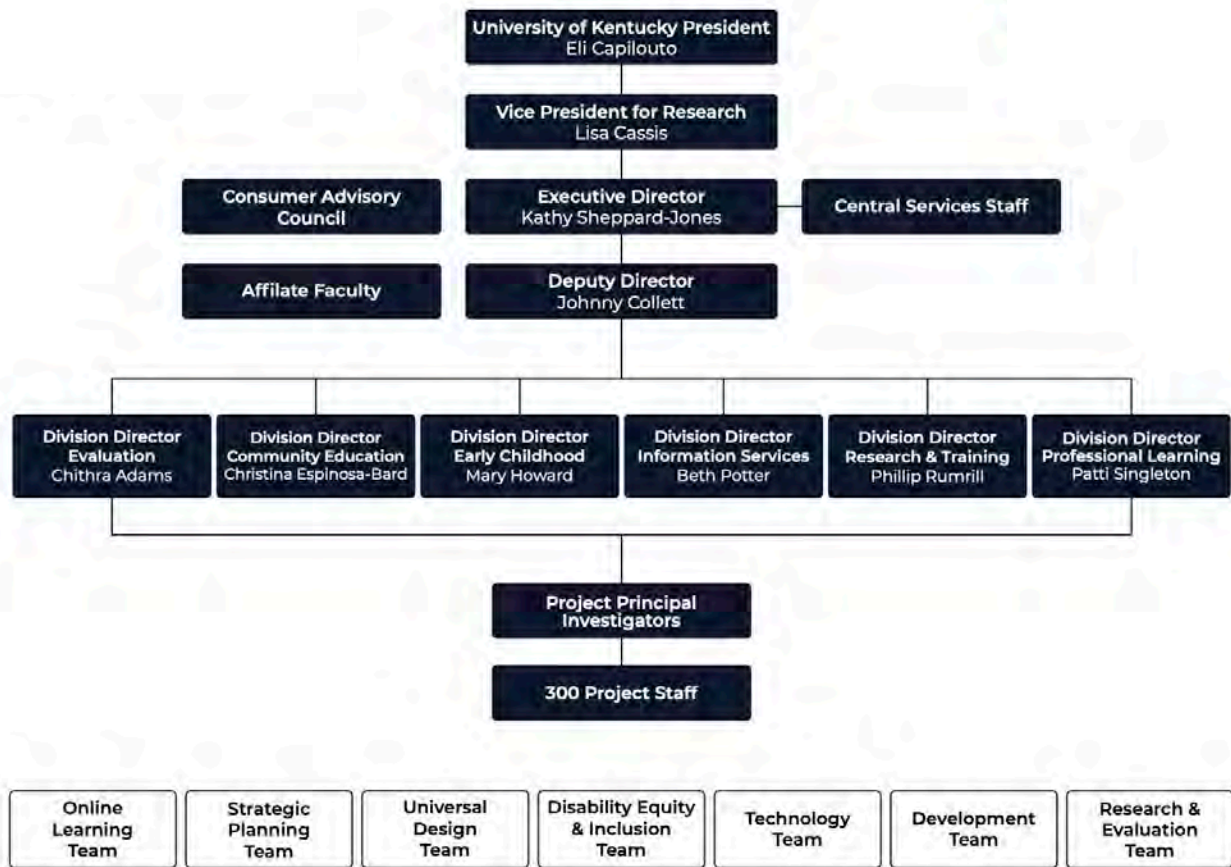 University of Kentucky President
Eli Capilouto
Vice President for Research
Lisa Cassis
Consumer Advisory
Council
Executive Director
Kathy Sheppard-Jones
Central Services Staff
Affilate Faculty
Deputy Director
Johnny Collett
Division Director
Evaluation
Chithra Adams
Division Director
Community Education
Christina Espinosa-Bard
Division Director
Early Childhood
Mary Howard
Division Director
Information Services
Beth Potter
Division Director
Research & Training
Phillip Rumrill
Division Director
Professional Learning
Patti Singleton
Project Principal
Investigators
300 Project Staff
Online
Learning
Team
Strategic
Planning
Team
Universal
Design
Team
Disability Equity
& Inclusion
Team
Technology
Team
Development
Team
Research &
Evaluation
Team